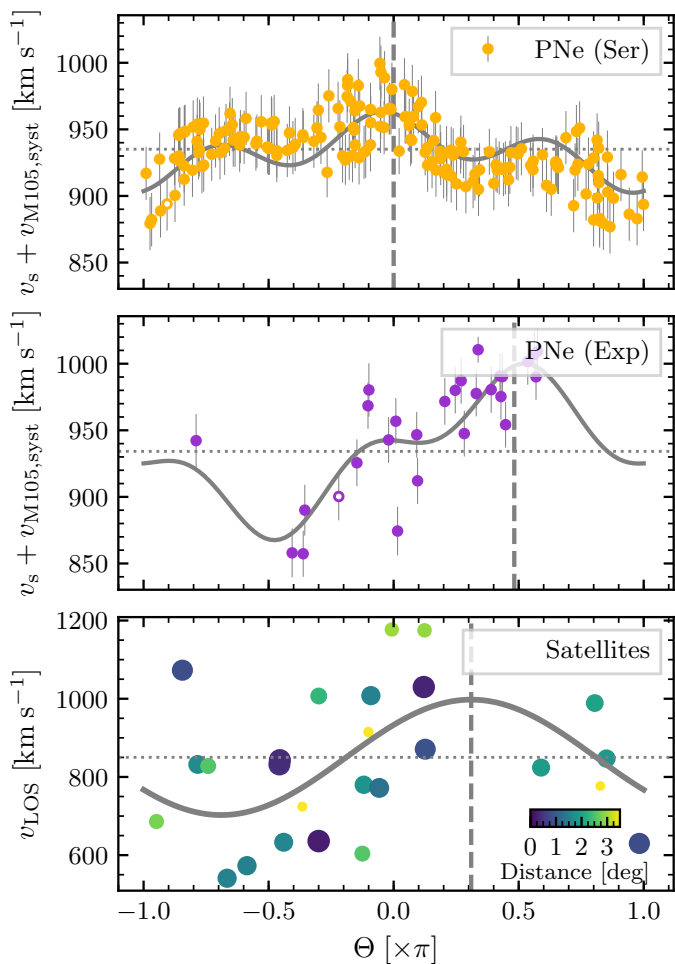 PNe (Ser)
1000
950
900
850
v_s + v_M105,syst [km s⁻¹]
PNe (Exp)
1000
950
900
850
v_s + v_M105,syst [km s⁻¹]
Satellites
1200
1000
800
600
v_LOS [km s⁻¹]
0 1 2 3
Distance [deg]
−1.0 −0.5 0.0 0.5 1.0
Θ [×π]